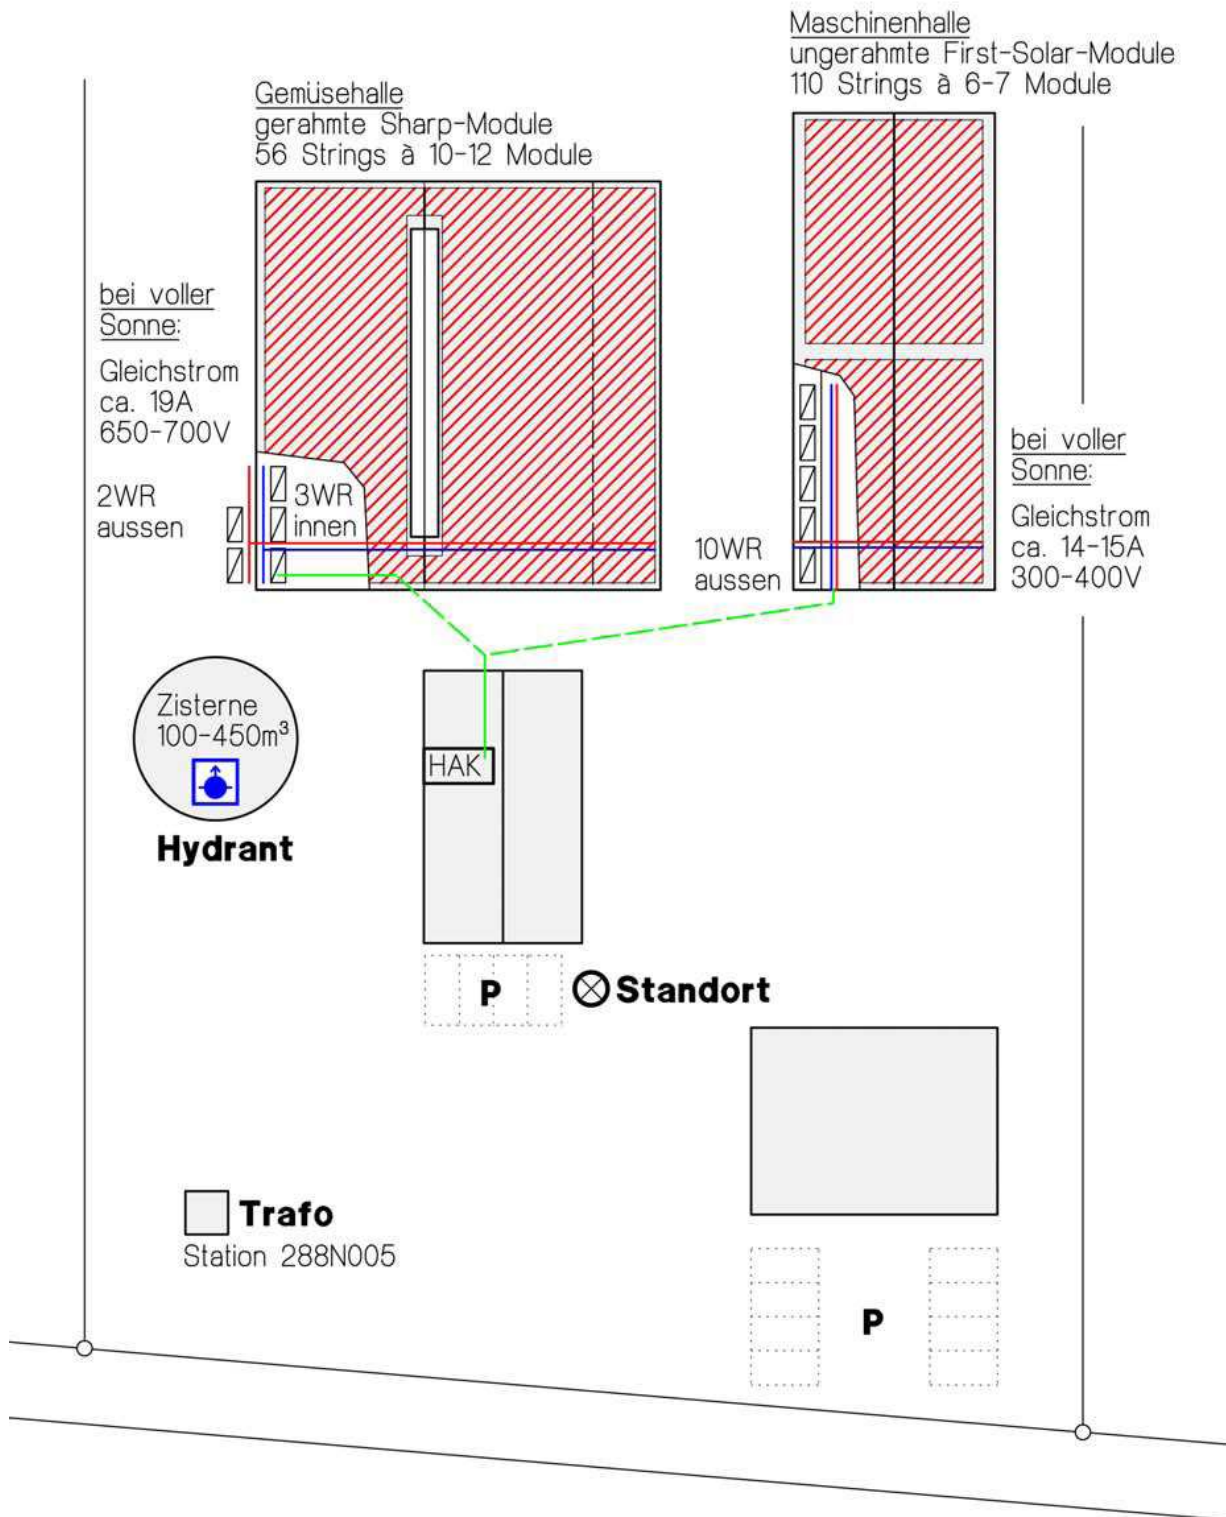 Maschinenhalle
ungerahmte First-Solar-Module
110 Strings à 6-7 Module
Gemüsehalle
gerahmte Sharp-Module
56 Strings à 10-12 Module
bei voller
Sonne:
Gleichstrom
ca. 19A
650-700V
2WR
aussen
3WR
innen
10WR
aussen
bei voller
Sonne:
Gleichstrom
ca. 14-15A
300-400V
Zisterne
100-450m³
Hydrant
HAK
P
Standort
Trafo
Station 288N005
P